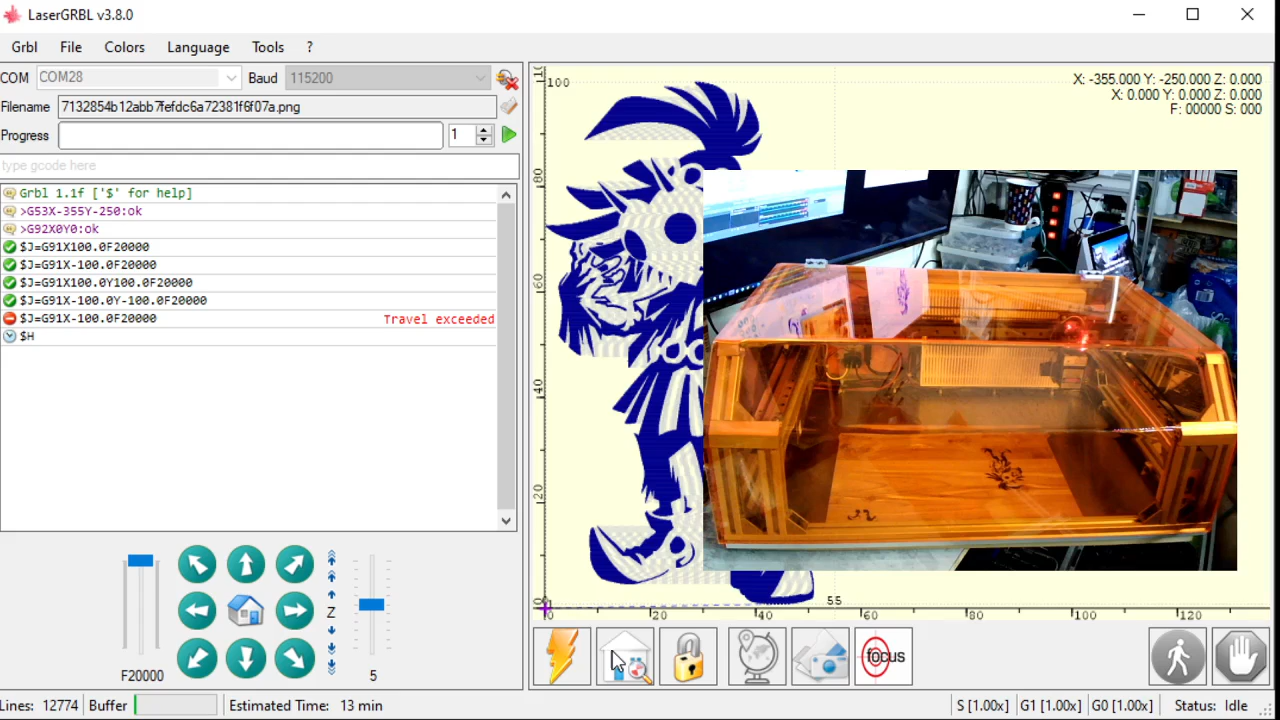 LaserGRBL v3.8.0
Grbl File Colors Language Tools ?
COM COM28 Baud 115200
Filename 7132854b12abb7fefdc6a72381f6f07a.png
Progress 1
type gcode here
Grbl 1.1f ['$' for help]
>G53X-355Y-250:ok
>G92X0Y0:ok
$J=G91X100.0F20000
$J=G91X-100.0F20000
$J=G91X100.0Y100.0F20000
$J=G91X-100.0Y-100.0F20000
$J=G91X-100.0F20000 Travel exceeded
$H
Z
F20000 5
X: -355.000 Y: -250.000 Z: 0.000
X: 0.000 Y: 0.000 Z: 0.000
F: 00000 S: 000
100
80
60
40
20
0
55
0 20 40 60 80 100 120
focus
Lines: 12774 Buffer Estimated Time: 13 min S [1.00x] G1 [1.00x] G0 [1.00x] Status: Idle